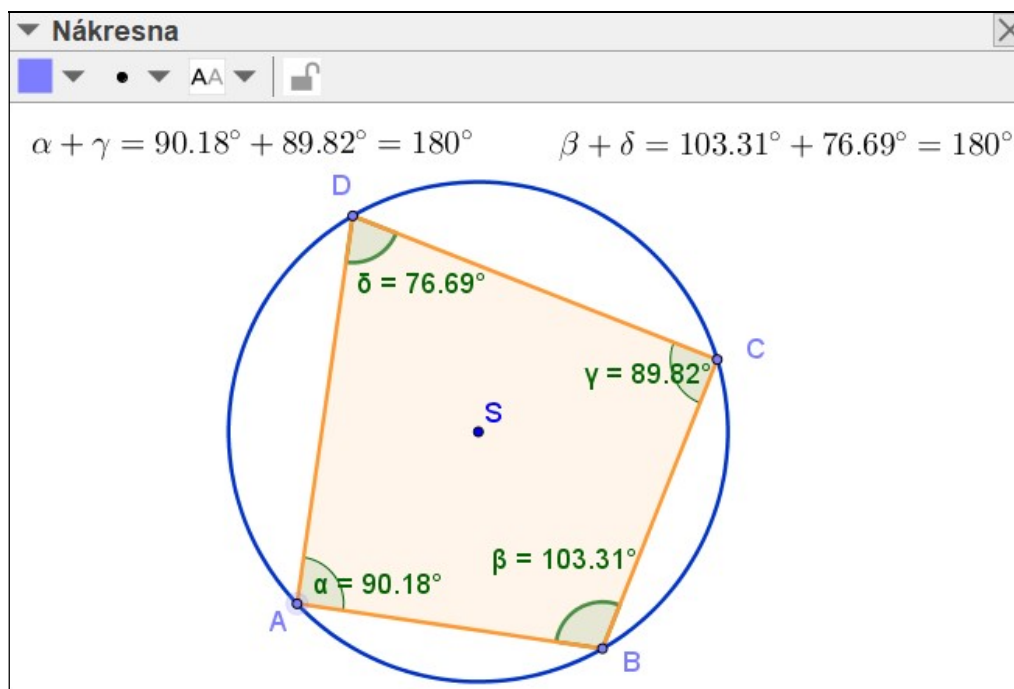 Nákresna
AA
α + γ = 90.18° + 89.82° = 180°
β + δ = 103.31° + 76.69° = 180°
D
δ = 76.69°
C
γ = 89.82°
S
β = 103.31°
α = 90.18°
A
B